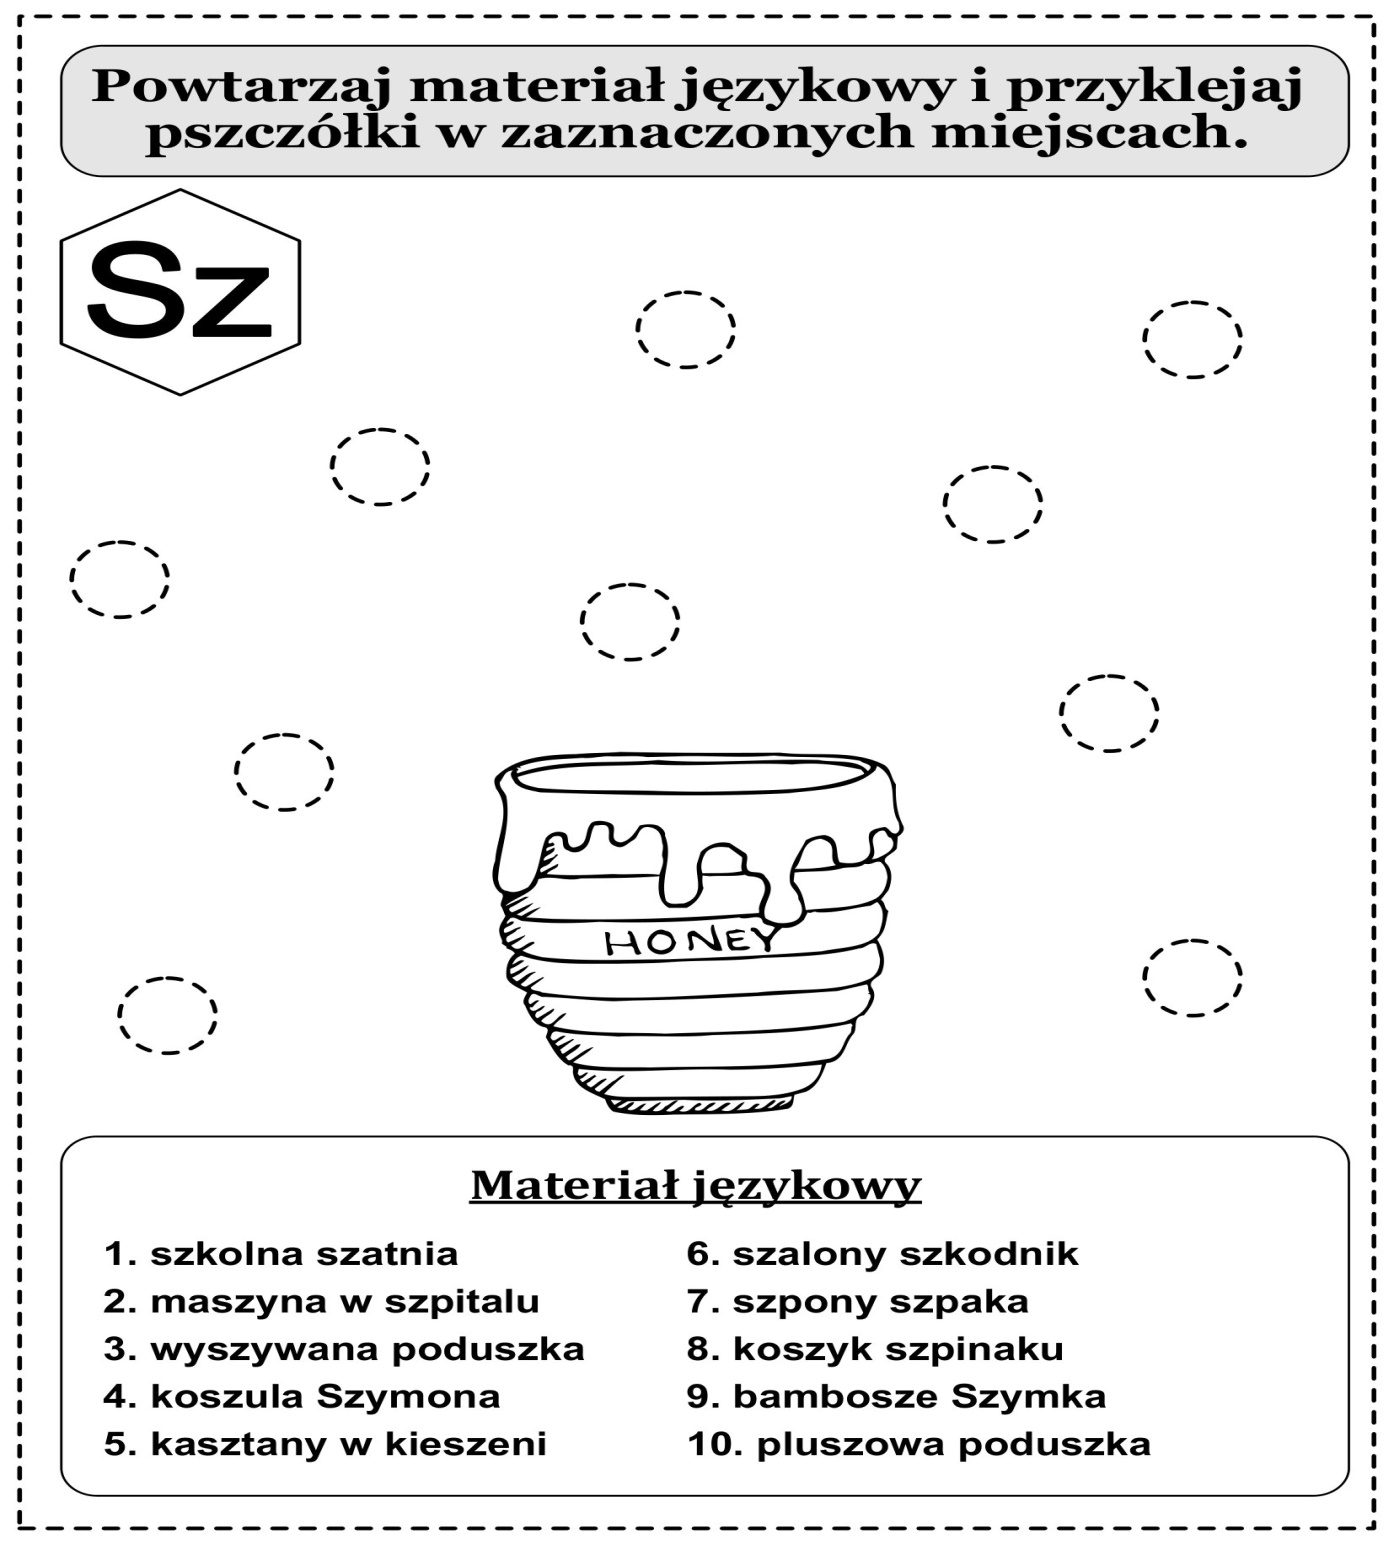 Powtarzaj materiał językowy i przyklejaj
pszczółki w zaznaczonych miejscach.
Sz
HONEY
Materiał językowy
1. szkolna szatnia
2. maszyna w szpitalu
3. wyszywana poduszka
4. koszula Szymona
5. kasztany w kieszeni
6. szalony szkodnik
7. szpony szpaka
8. koszyk szpinaku
9. bambosze Szymka
10. pluszowa poduszka